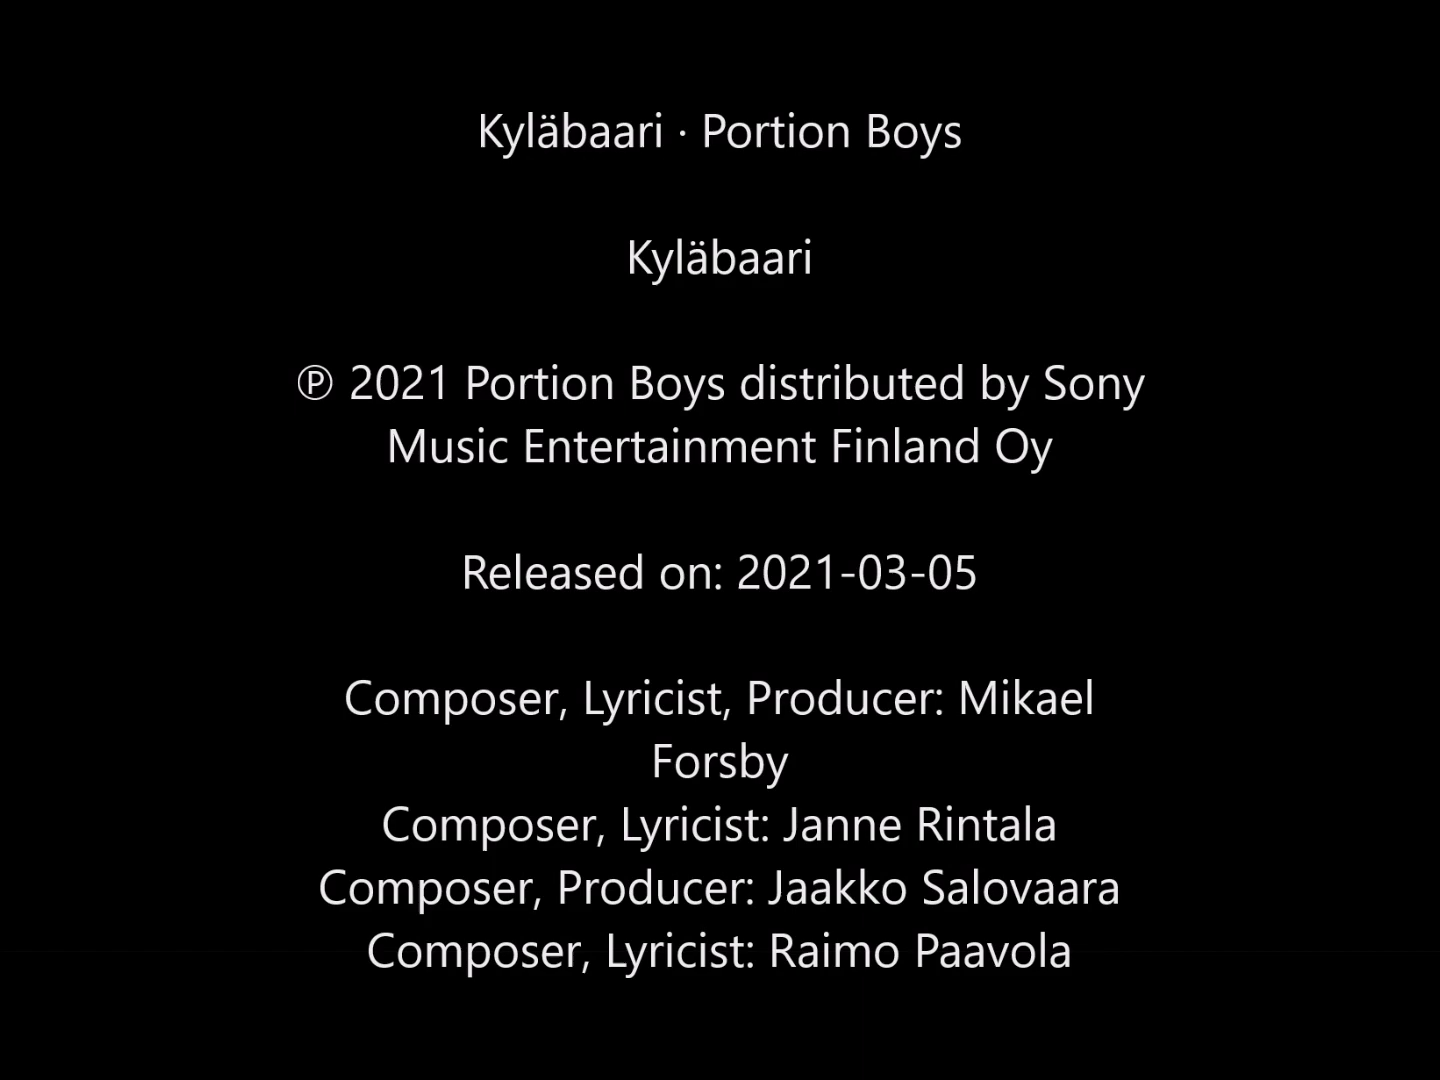 Kyläbaari · Portion Boys
Kyläbaari
℗ 2021 Portion Boys distributed by Sony
Music Entertainment Finland Oy
Released on: 2021-03-05
Composer, Lyricist, Producer: Mikael
Forsby
Composer, Lyricist: Janne Rintala
Composer, Producer: Jaakko Salovaara
Composer, Lyricist: Raimo Paavola